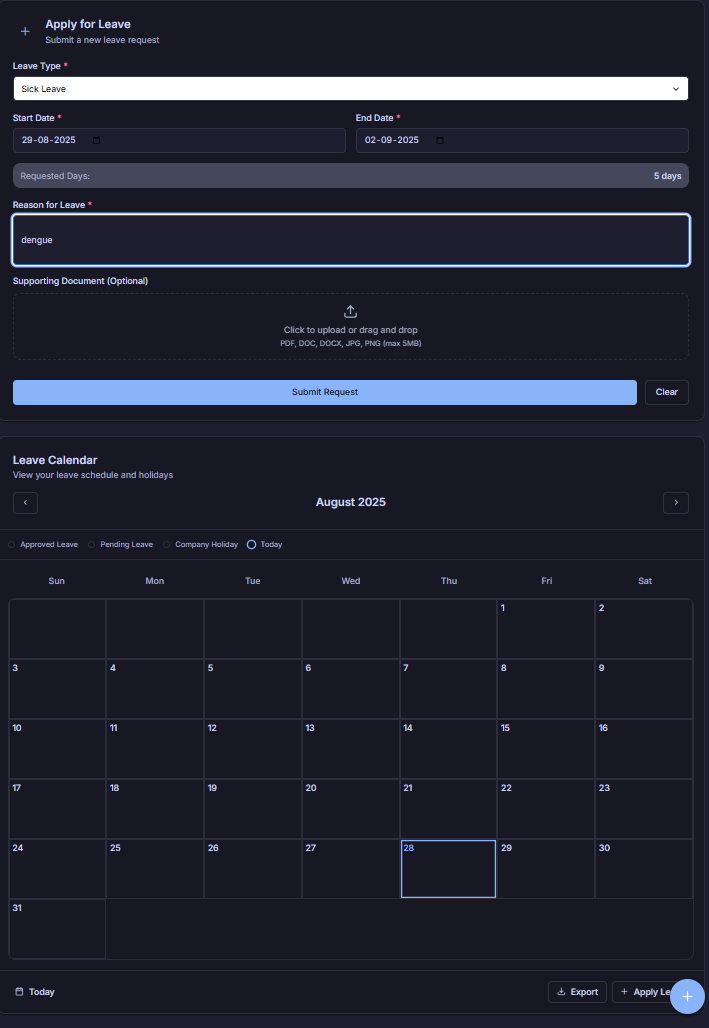 Apply for Leave
Submit a new leave request
Leave Type *
Sick Leave
Start Date * End Date *
29-08-2025 02-09-2025
Requested Days: 5 days
Reason for Leave *
dengue
Supporting Document (Optional)
Click to upload or drag and drop
PDF, DOC, DOCX, JPG, PNG (max 5MB)
Submit Request Clear
Leave Calendar
View your leave schedule and holidays
August 2025
Approved Leave Pending Leave Company Holiday Today
Sun Mon Tue Wed Thu Fri Sat
1 2
3 4 5 6 7 8 9
10 11 12 13 14 15 16
17 18 19 20 21 22 23
24 25 26 27 28 29 30
31
Today Export Apply Le